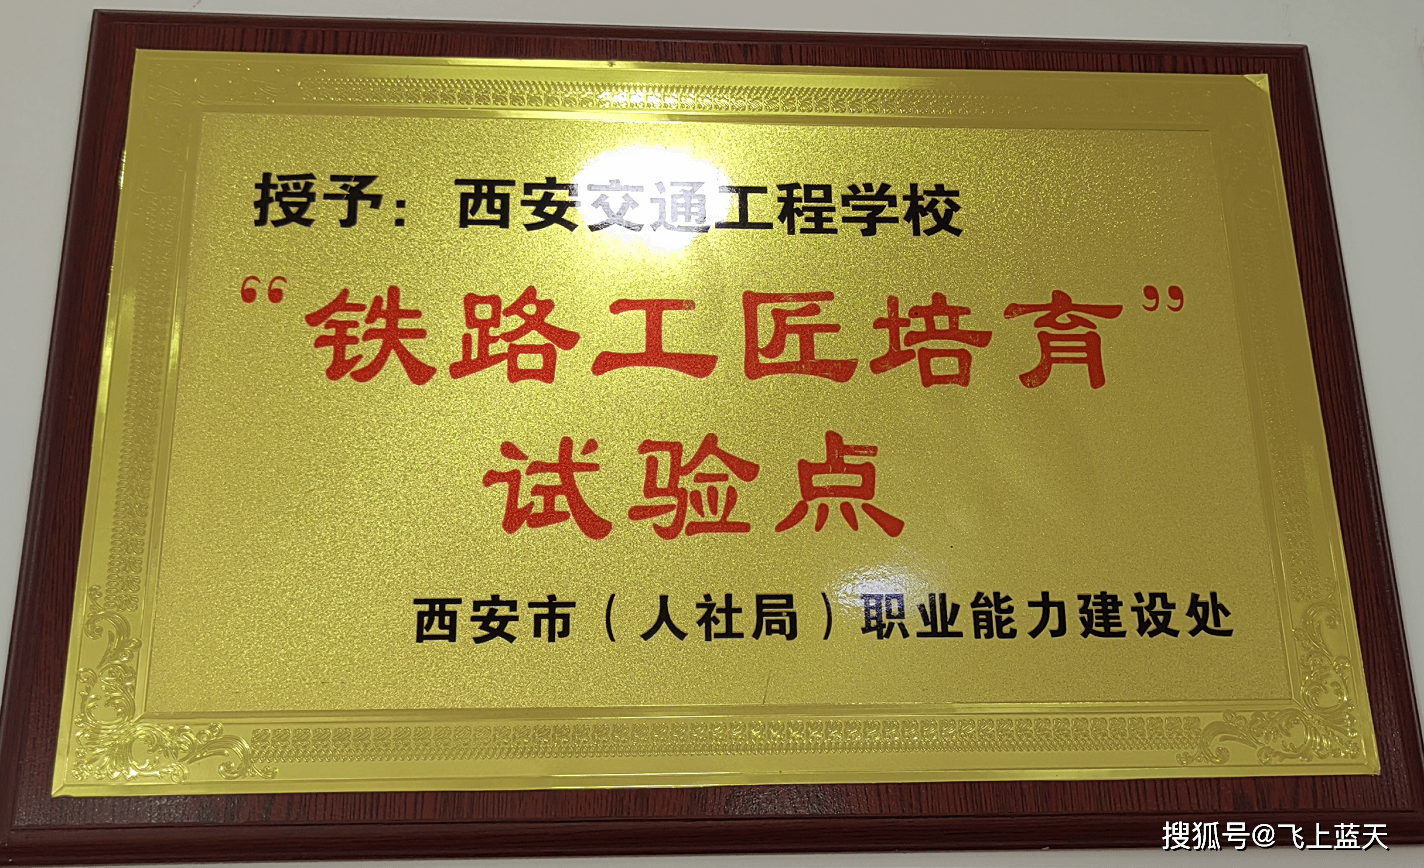 授予：西安交通工程学校
“铁路工匠培育”
试验点
西安市（人社局）职业能力建设处
搜狐号@飞上蓝天